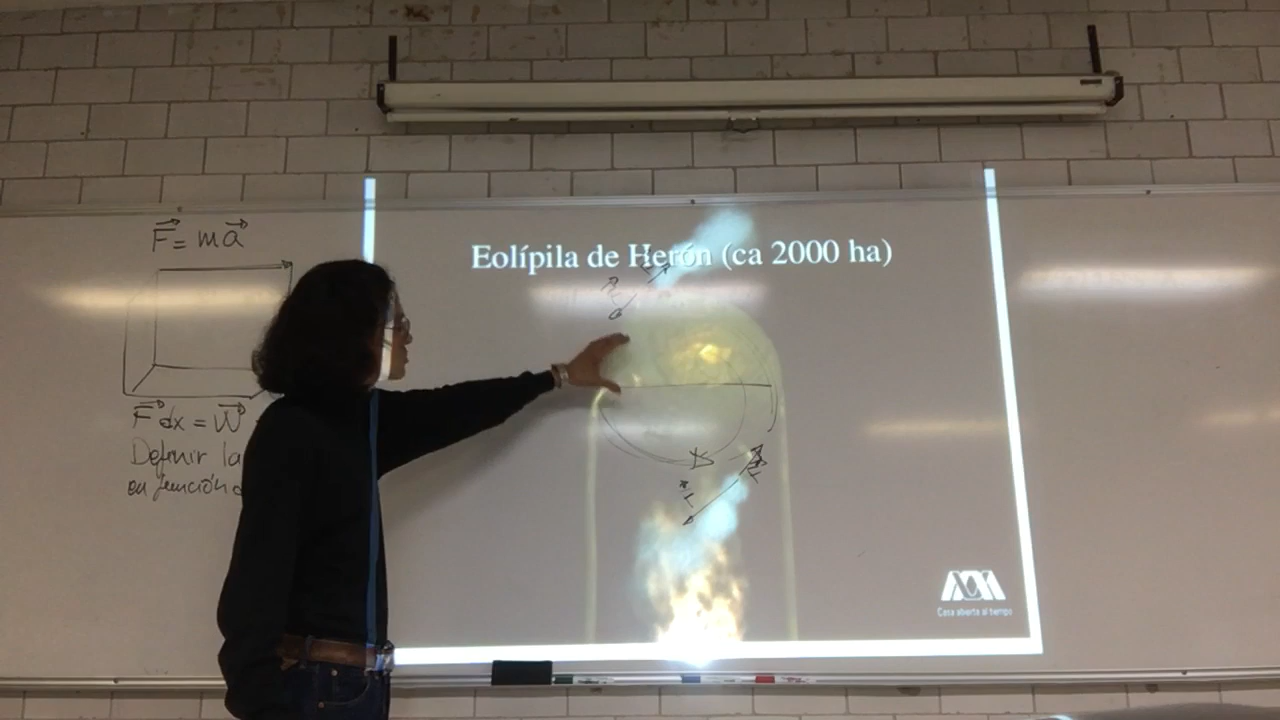 F = ma
Eolípila de Herón (ca 2000 ha)
F dx = W
Definir la
en función
Casa abierta al tiempo